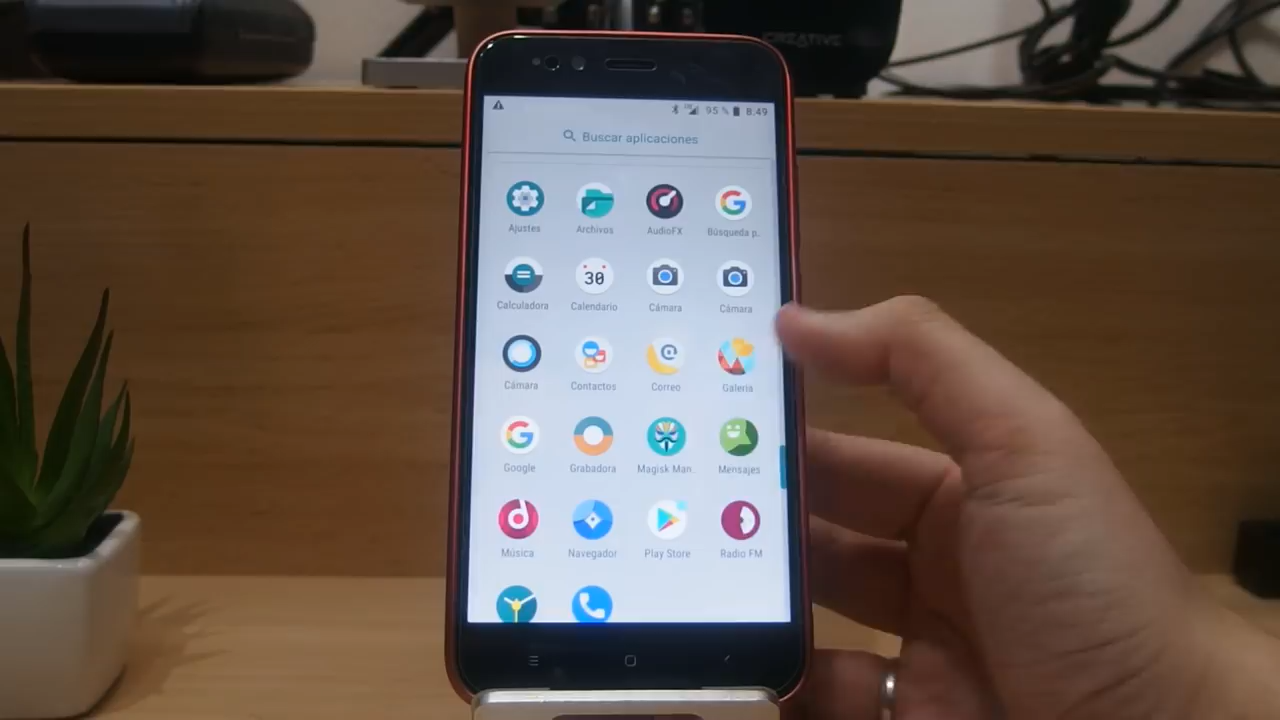 CREATIVE
95 % 8:49
Buscar aplicaciones
Ajustes Archivos AudioFX Búsqueda p.
30
Calculadora Calendario Cámara Cámara
Cámara Contactos Correo Galería
Google Grabadora Magisk Man.. Mensajes
Música Navegador Play Store Radio FM